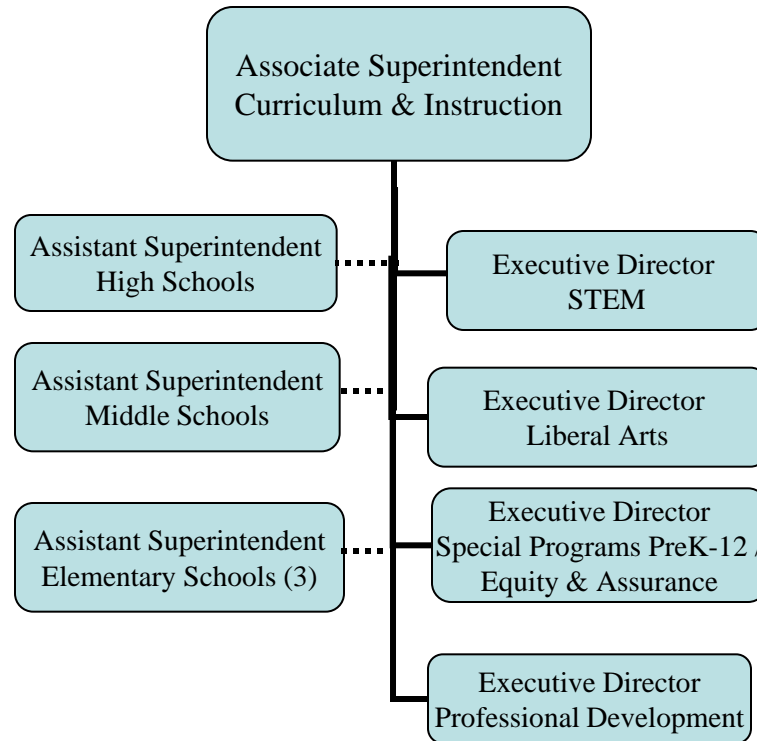 Associate Superintendent
Curriculum & Instruction
Assistant Superintendent
High Schools
Executive Director
STEM
Assistant Superintendent
Middle Schools
Executive Director
Liberal Arts
Assistant Superintendent
Elementary Schools (3)
Executive Director
Special Programs PreK-12 /
Equity & Assurance
Executive Director
Professional Development